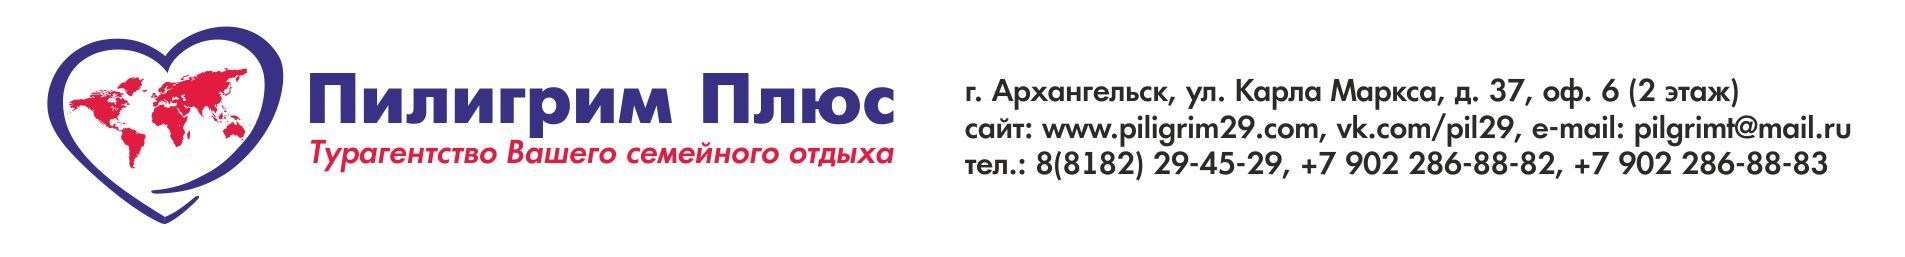 Пилигрим Плюс
Турагентство Вашего семейного отдыха
г. Архангельск, ул. Карла Маркса, д. 37, оф. 6 (2 этаж)
сайт: www.piligrim29.com, vk.com/pil29, e-mail: pilgrimt@mail.ru
тел.: 8(8182) 29-45-29, +7 902 286-88-82, +7 902 286-88-83